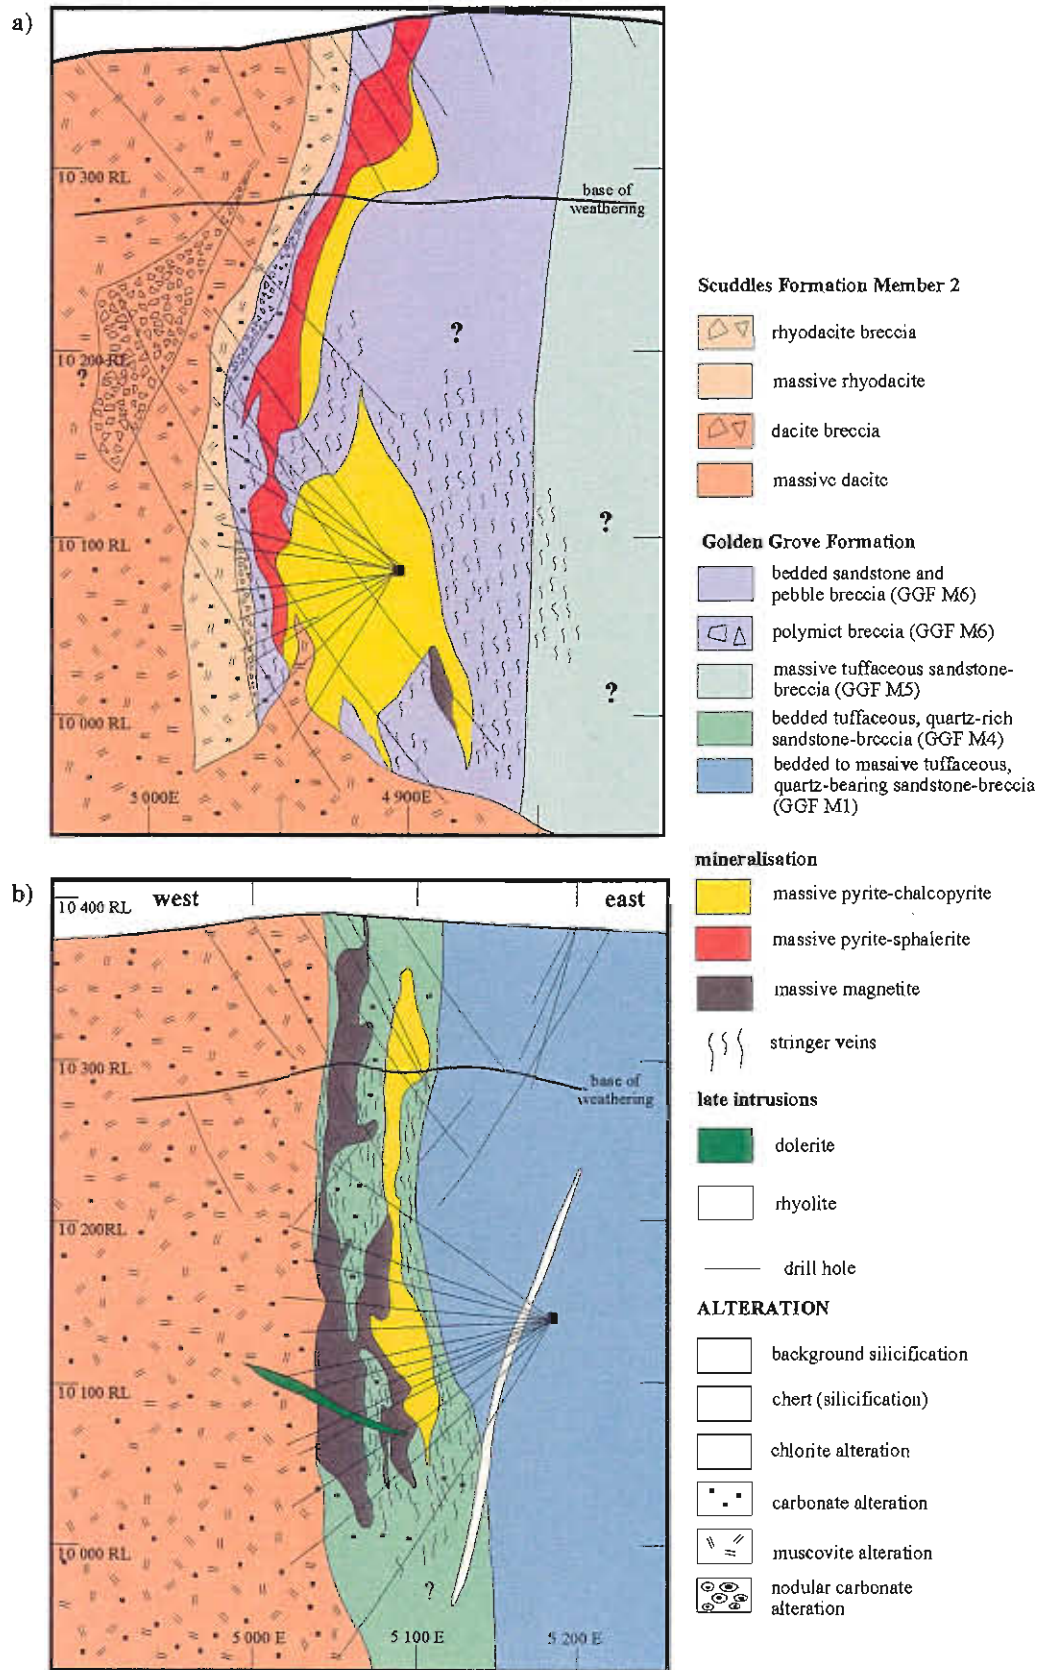 a)
10 300 RL
base of
weathering
?
10 200 RL
?
10 100 RL
?
?
10 000 RL
5 000E
4 900E
Scuddles Formation Member 2
rhyodacite breccia
massive rhyodacite
dacite breccia
massive dacite
Golden Grove Formation
bedded sandstone and
pebble breccia (GGF M6)
polymict breccia (GGF M6)
massive tuffaceous sandstone-
breccia (GGF M5)
bedded tuffaceous, quartz-rich
sandstone-breccia (GGF M4)
bedded to masaive tuffaceous,
quartz-bearing sandstone-breccia
(GGF M1)
mineralisation
massive pyrite-chalcopyrite
massive pyrite-sphalerite
massive magnetite
stringer veins
late intrusions
dolerite
rhyolite
drill hole
ALTERATION
background silicification
chert (silicification)
chlorite alteration
carbonate alteration
muscovite alteration
nodular carbonate
alteration
b)
10 400 RL
west
east
10 300 RL
base of
weathering
10 200RL
10 100 RL
10 000 RL
?
5 000 E
5 100 E
5 200 E